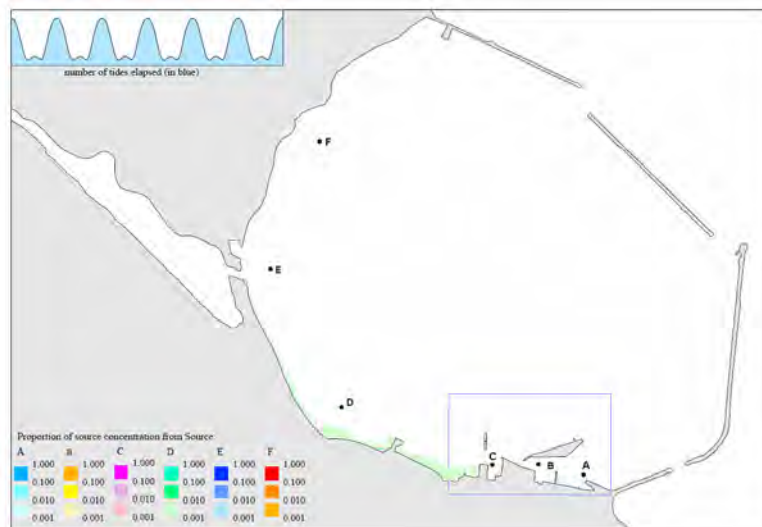 number of tides elapsed (in blue)
F
E
D
C
B
A
Proportion of source concentration from Source
A B C D E F
1.000 1.000 1.000 1.000 1.000 1.000
0.100 0.100 0.100 0.100 0.100 0.100
0.010 0.010 0.010 0.010 0.010 0.010
0.001 0.001 0.001 0.001 0.001 0.001